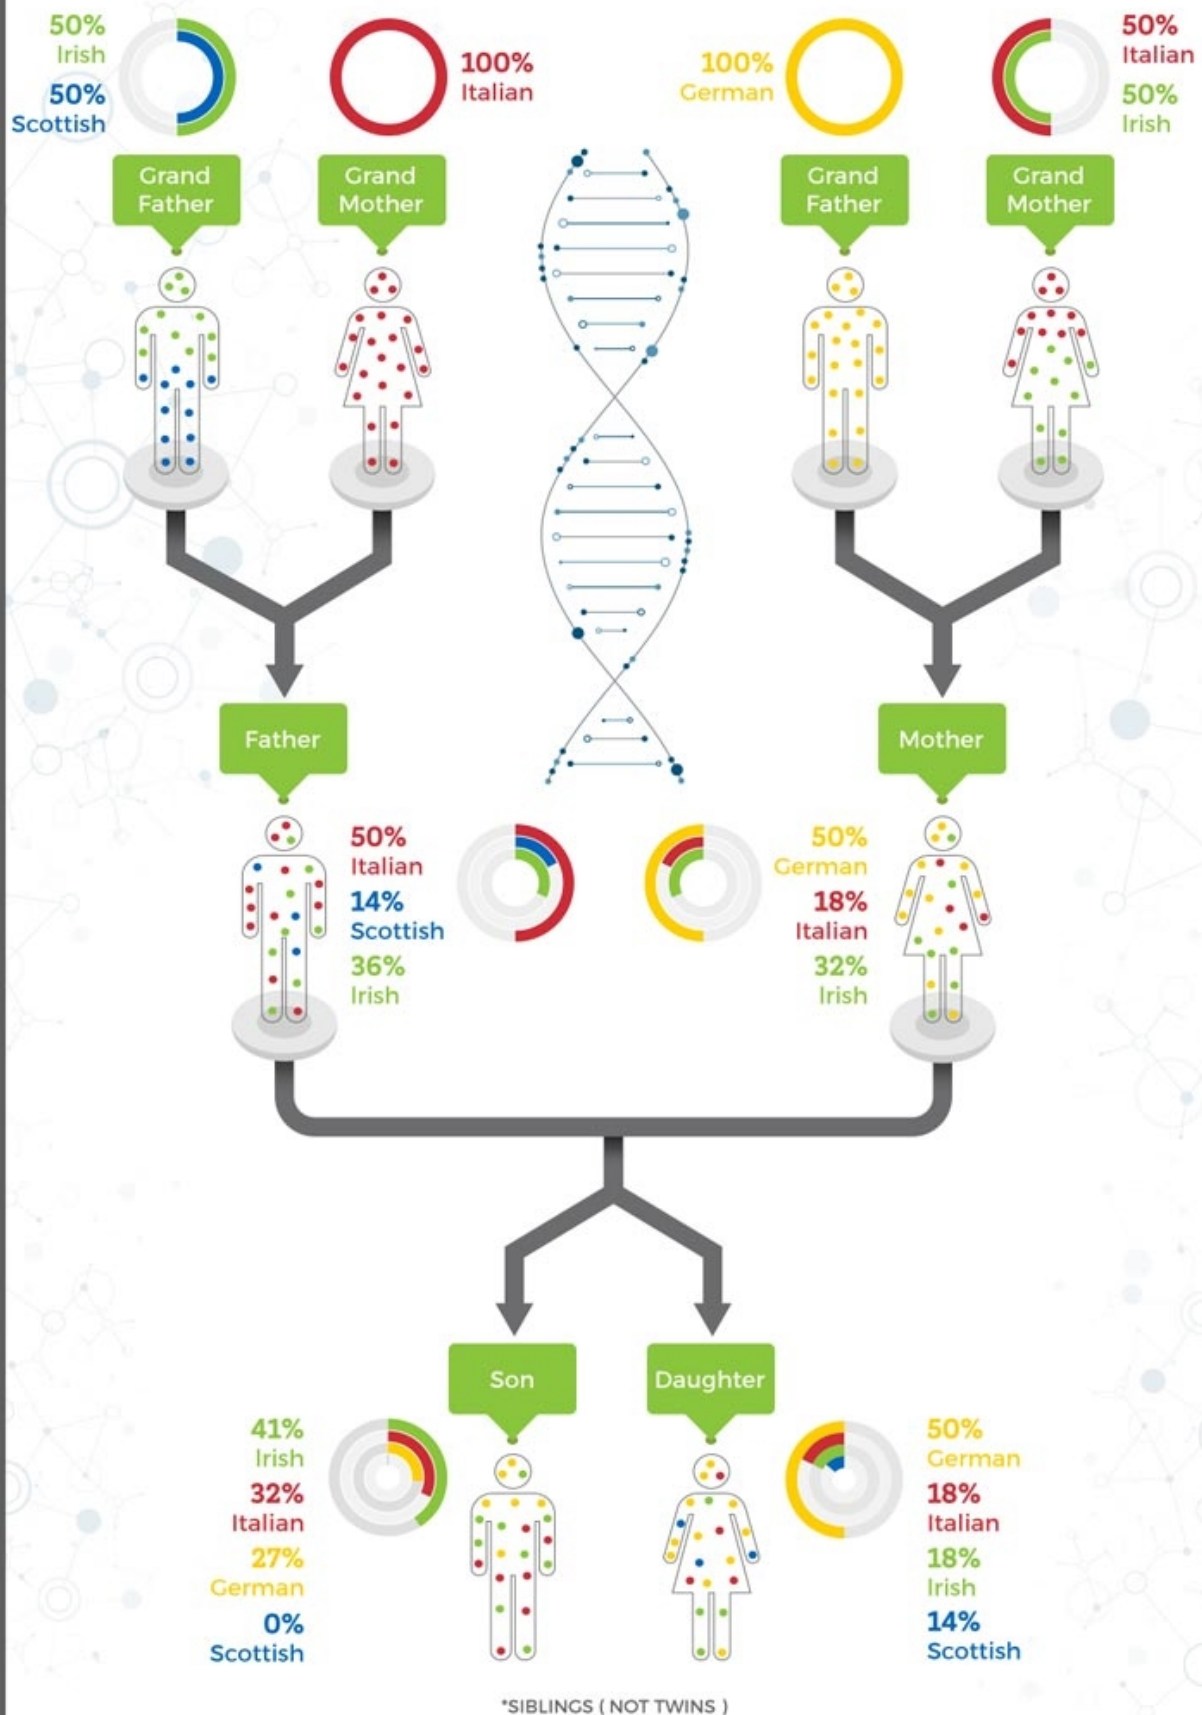 50%
Irish
50%
Scottish
100%
Italian
100%
German
50%
Italian
50%
Irish
Grand
Father
Grand
Mother
Grand
Father
Grand
Mother
Father
Mother
50%
Italian
14%
Scottish
36%
Irish
50%
German
18%
Italian
32%
Irish
Son
Daughter
41%
Irish
32%
Italian
27%
German
0%
Scottish
50%
German
18%
Italian
18%
Irish
14%
Scottish
*SIBLINGS ( NOT TWINS )